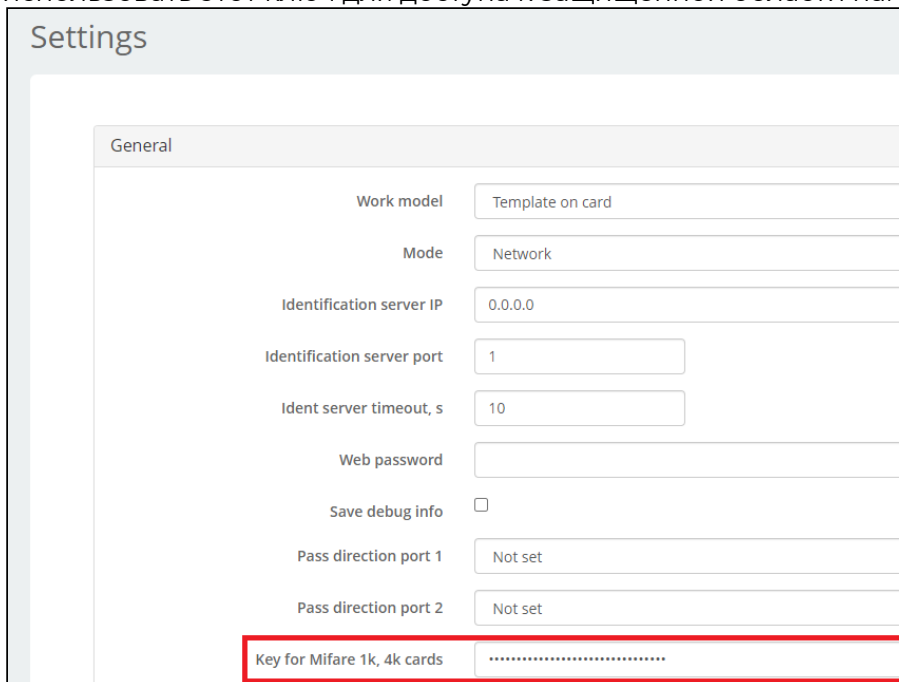 Settings
General
Work model Template on card
Mode Network
Identification server IP 0.0.0.0
Identification server port 1
Ident server timeout, s 10
Web password
Save debug info
Pass direction port 1 Not set
Pass direction port 2 Not set
Key for Mifare 1k, 4k cards ••••••••••••••••••••••••••••••••